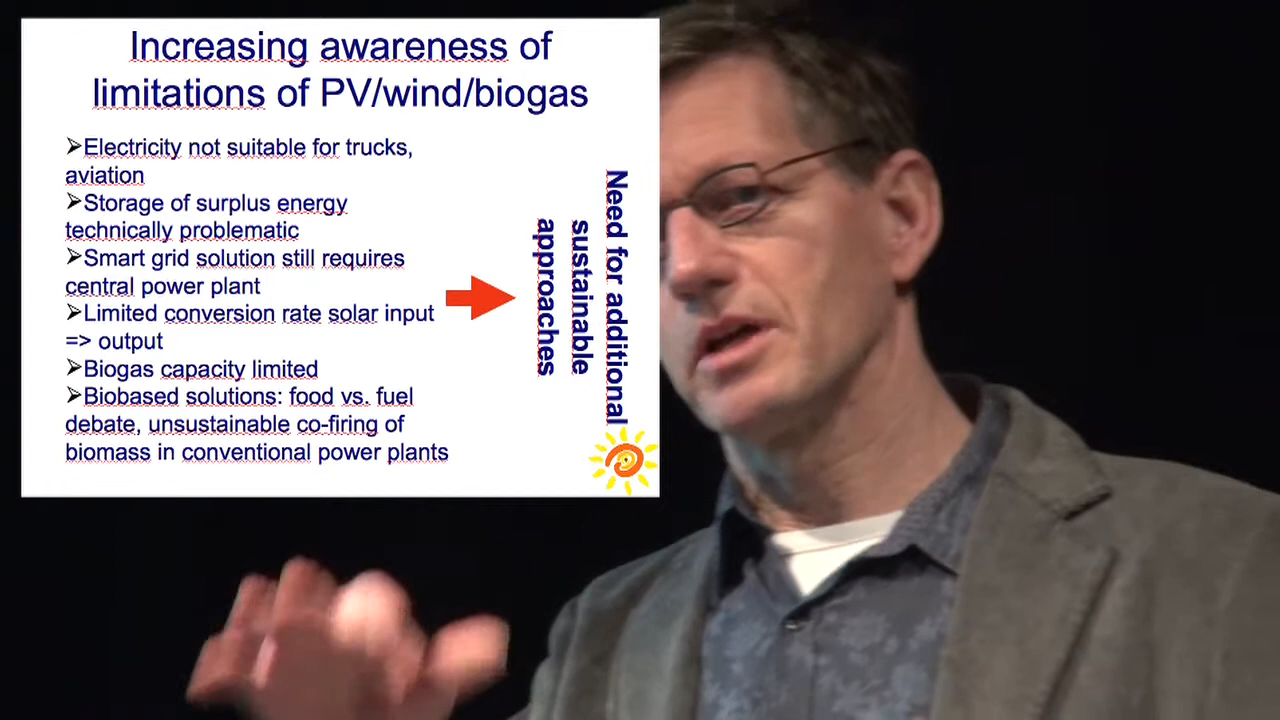 Increasing awareness of
limitations of PV/wind/biogas
➢Electricity not suitable for trucks,
aviation
➢Storage of surplus energy
technically problematic
➢Smart grid solution still requires
central power plant
➢Limited conversion rate solar input
=> output
➢Biogas capacity limited
➢Biobased solutions: food vs. fuel
debate, unsustainable co-firing of
biomass in conventional power plants
Need for additional
sustainable
approaches